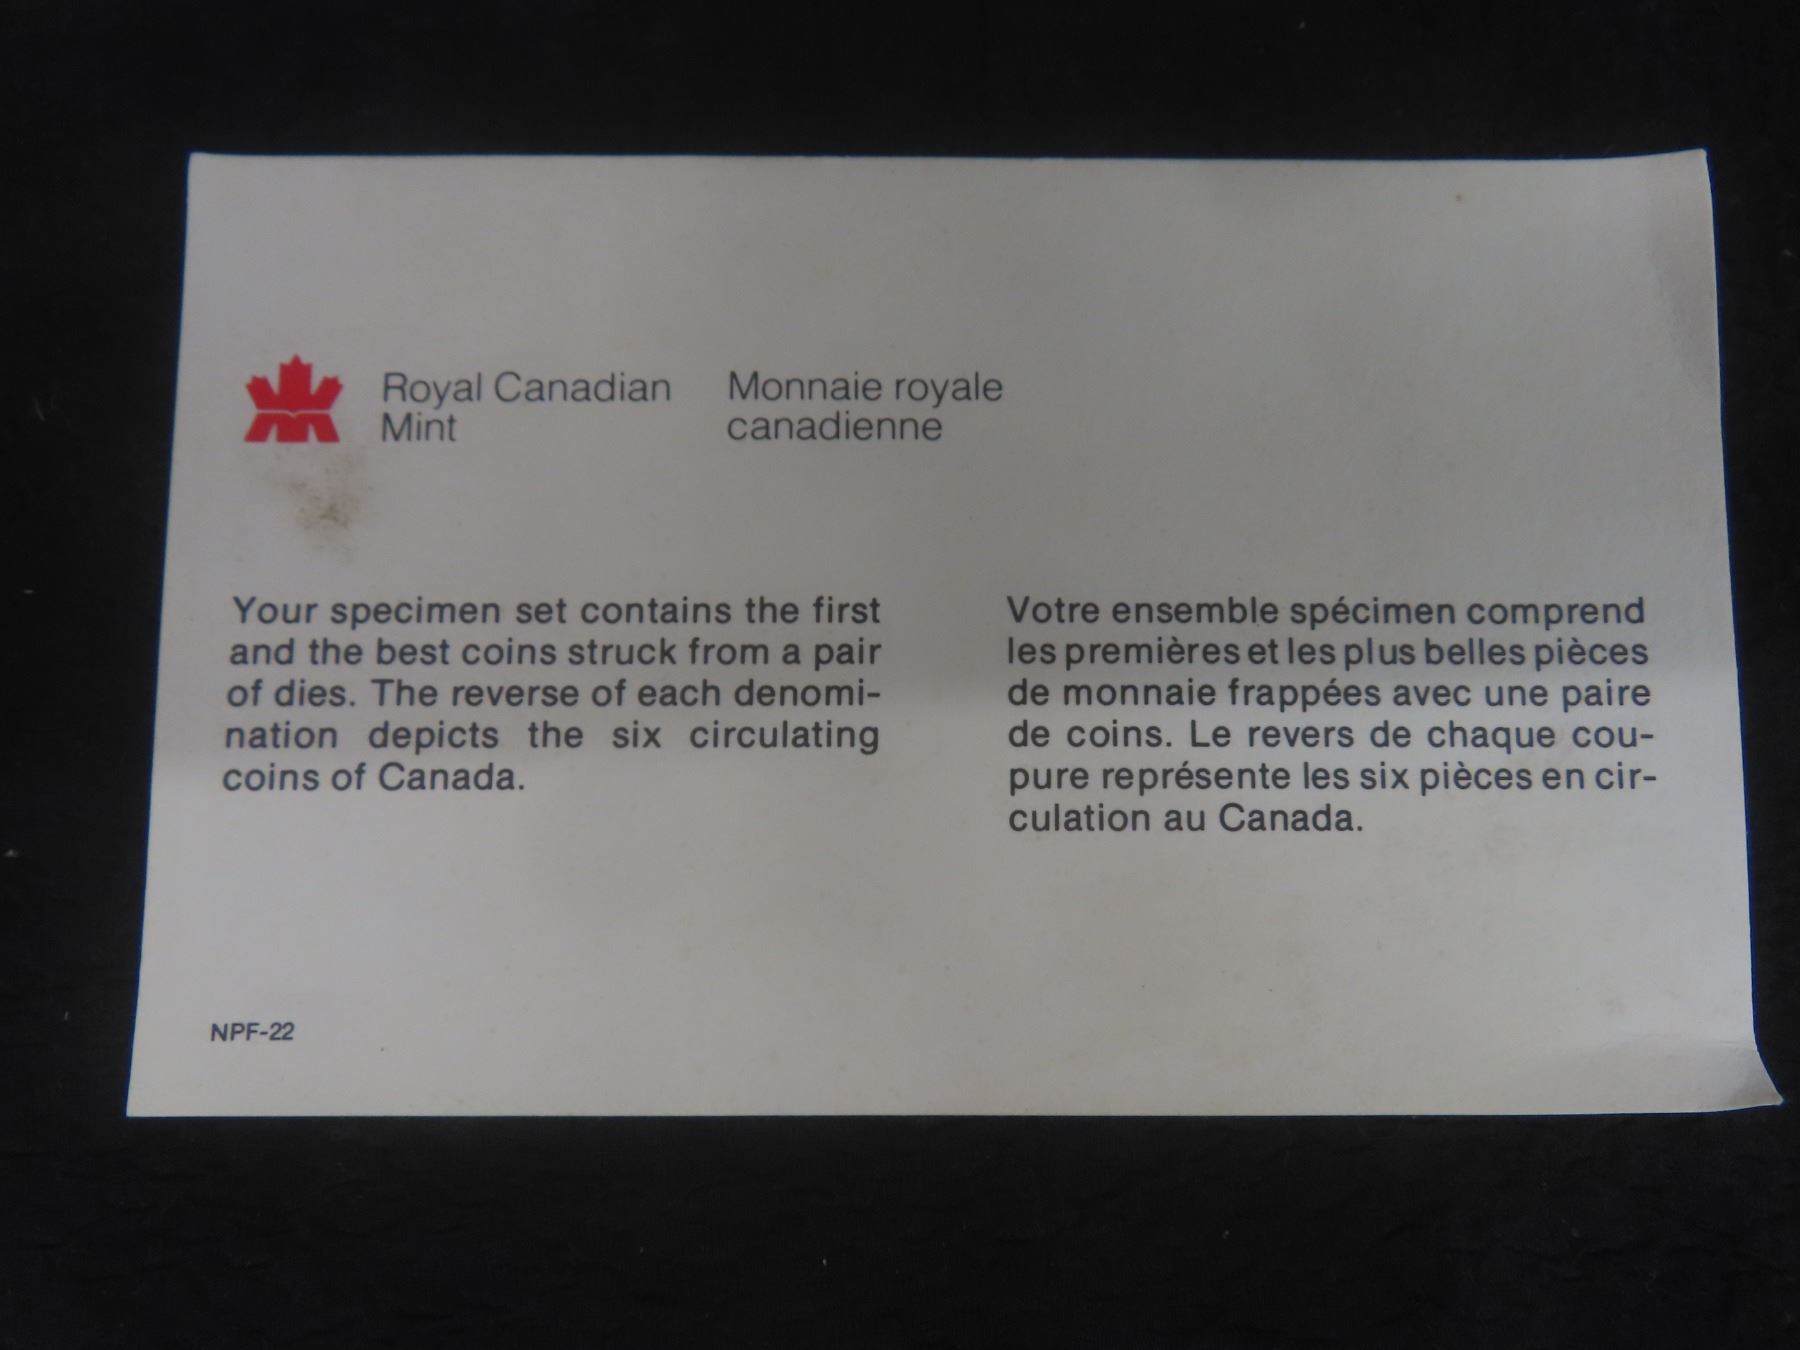 Royal Canadian
Mint
Monnaie royale
canadienne
Your specimen set contains the first
and the best coins struck from a pair
of dies. The reverse of each denomi-
nation depicts the six circulating
coins of Canada.
Votre ensemble spécimen comprend
les premières et les plus belles pièces
de monnaie frappées avec une paire
de coins. Le revers de chaque cou-
pure représente les six pièces en cir-
culation au Canada.
NPF-22